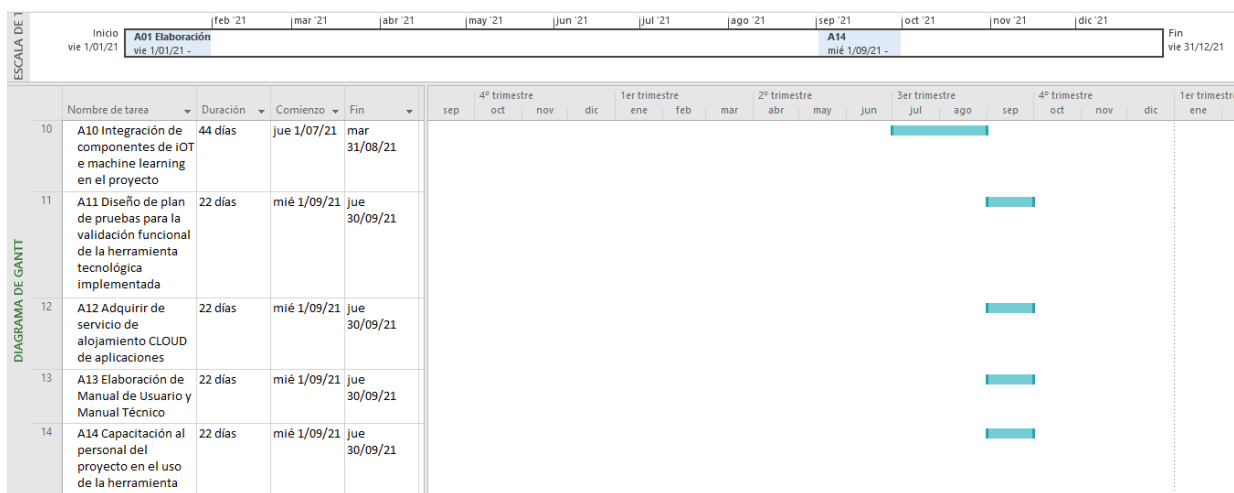 ESCALA DE T
feb '21 mar '21 abr '21 may '21 jun '21 jul '21 ago '21 sep '21 oct '21 nov '21 dic '21
Inicio
vie 1/01/21
A01 Elaboración
vie 1/01/21 -
A14
mié 1/09/21 -
Fin
vie 31/12/21
DIAGRAMA DE GANTT
4º trimestre 1er trimestre 2º trimestre 3er trimestre 4º trimestre 1er trimestre
Nombre de tarea Duración Comienzo Fin sep oct nov dic ene feb mar abr may jun jul ago sep oct nov dic ene
10 A10 Integración de 44 días jue 1/07/21 mar
componentes de iOT 31/08/21
e machine learning
en el proyecto
11 A11 Diseño de plan 22 días mié 1/09/21 jue
de pruebas para la 30/09/21
validación funcional
de la herramienta
tecnológica
implementada
12 A12 Adquirir de 22 días mié 1/09/21 jue
servicio de 30/09/21
alojamiento CLOUD
de aplicaciones
13 A13 Elaboración de 22 días mié 1/09/21 jue
Manual de Usuario y 30/09/21
Manual Técnico
14 A14 Capacitación al 22 días mié 1/09/21 jue
personal del 30/09/21
proyecto en el uso
de la herramienta